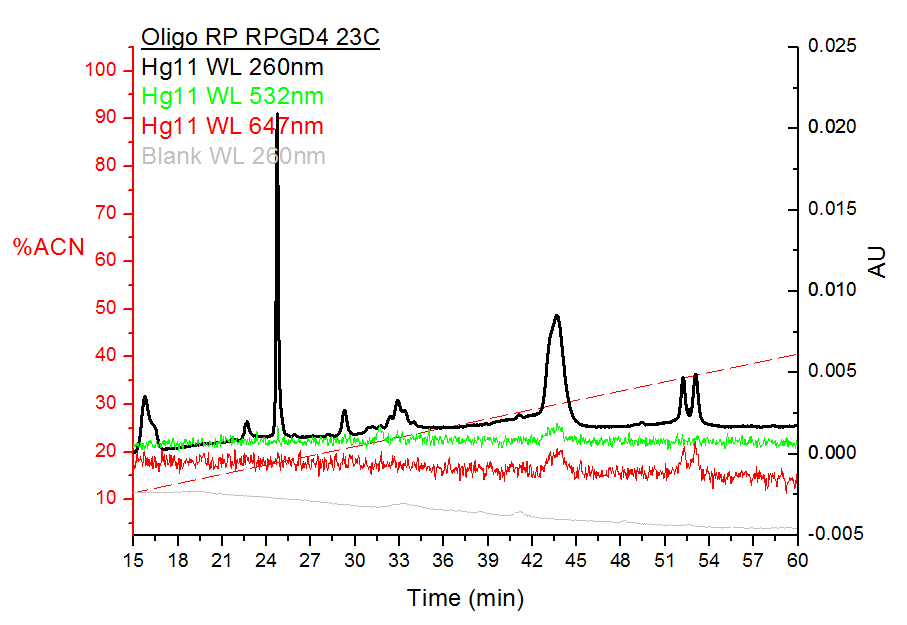 Oligo RP RPGD4 23C
Hg11 WL 260nm
Hg11 WL 532nm
Hg11 WL 647nm
Blank WL 260nm
%ACN
100
90
80
70
60
50
40
30
20
10
0.025
0.020
0.015
0.010
0.005
0.000
-0.005
AU
15 18 21 24 27 30 33 36 39 42 45 48 51 54 57 60
Time (min)